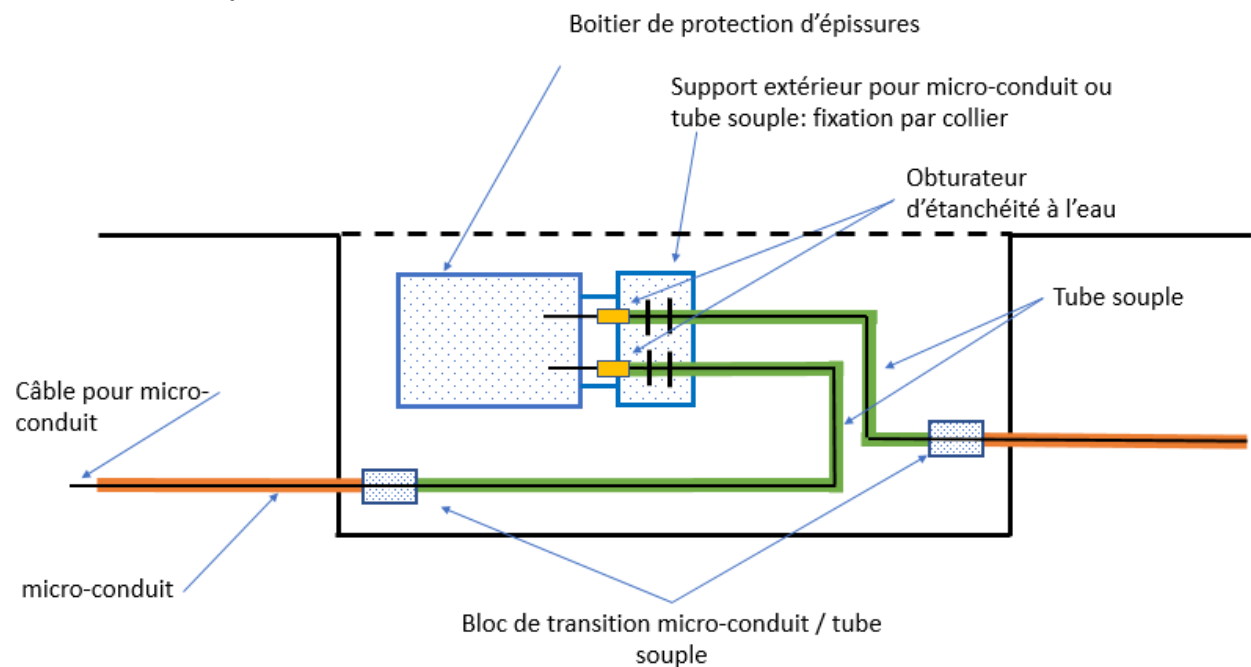 Boitier de protection d’épissures
Support extérieur pour micro-conduit ou
tube souple: fixation par collier
Obturateur
d’étanchéité à l’eau
Tube souple
Câble pour micro-
conduit
micro-conduit
Bloc de transition micro-conduit / tube
souple